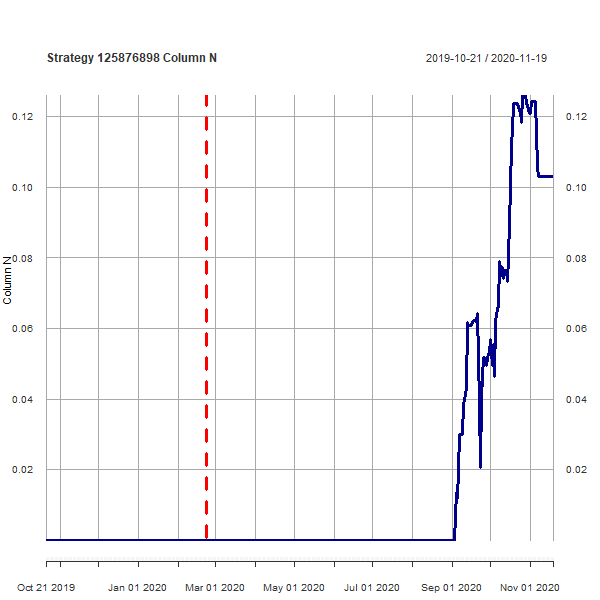 Strategy 125876898 Column N
2019-10-21 / 2020-11-19
0.12
0.12
0.10
0.10
0.08
0.08
Column N
0.06
0.06
0.04
0.04
0.02
0.02
Oct 21 2019
Jan 01 2020
Mar 01 2020
May 01 2020
Jul 01 2020
Sep 01 2020
Nov 01 2020